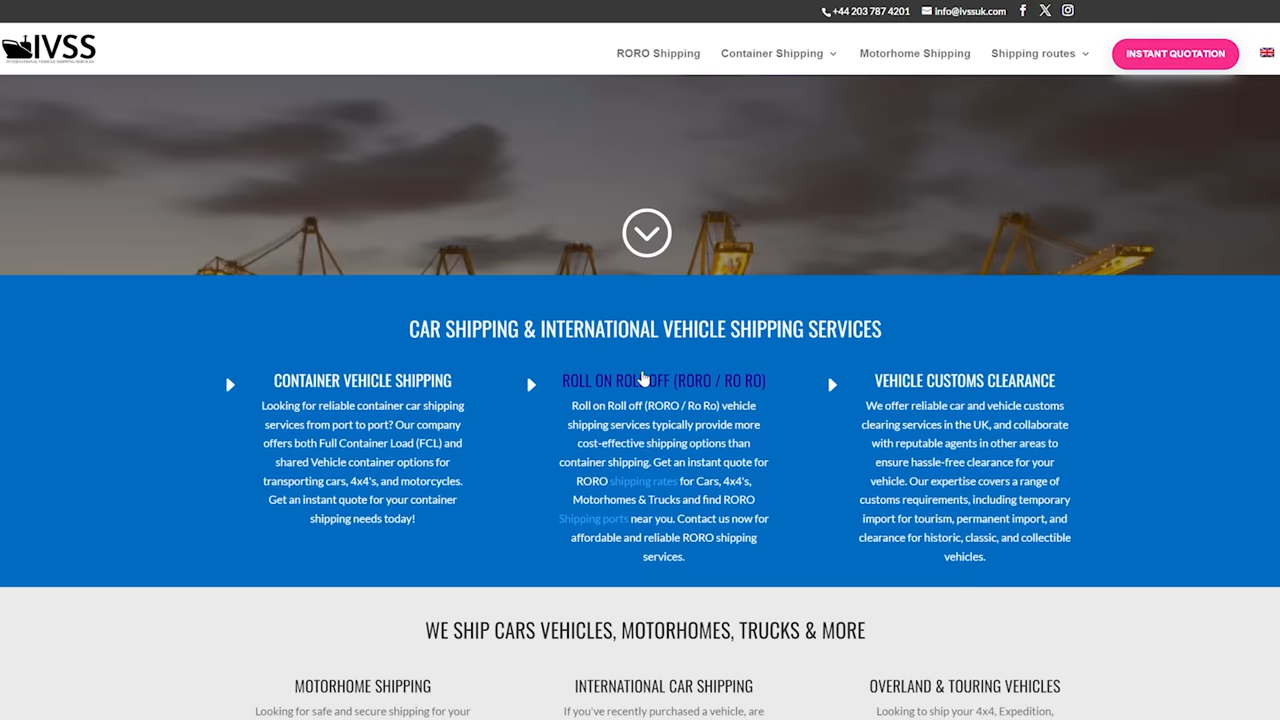 +44 203 787 4201 info@ivssuk.com
IVSS
INTERNATIONAL VEHICLE SHIPPING SERVICES
RORO Shipping Container Shipping Motorhome Shipping Shipping routes INSTANT QUOTATION
CAR SHIPPING & INTERNATIONAL VEHICLE SHIPPING SERVICES
CONTAINER VEHICLE SHIPPING
Looking for reliable container car shipping
services from port to port? Our company
offers both Full Container Load (FCL) and
shared Vehicle container options for
transporting cars, 4x4's, and motorcycles.
Get an instant quote for your container
shipping needs today!
ROLL ON ROLL OFF (RORO / RO RO)
Roll on Roll off (RORO / Ro Ro) vehicle
shipping services typically provide more
cost-effective shipping options than
container shipping. Get an instant quote for
RORO shipping rates for Cars, 4x4's,
Motorhomes & Trucks and find RORO
Shipping ports near you. Contact us now for
affordable and reliable RORO shipping
services.
VEHICLE CUSTOMS CLEARANCE
We offer reliable car and vehicle customs
clearing services in the UK, and collaborate
with reputable agents in other areas to
ensure hassle-free clearance for your
vehicle. Our expertise covers a range of
customs requirements, including temporary
import for tourism, permanent import, and
clearance for historic, classic, and collectible
vehicles.
WE SHIP CARS VEHICLES, MOTORHOMES, TRUCKS & MORE
MOTORHOME SHIPPING
Looking for safe and secure shipping for your
INTERNATIONAL CAR SHIPPING
If you've recently purchased a vehicle, are
OVERLAND & TOURING VEHICLES
Looking to ship your 4x4, Expedition,